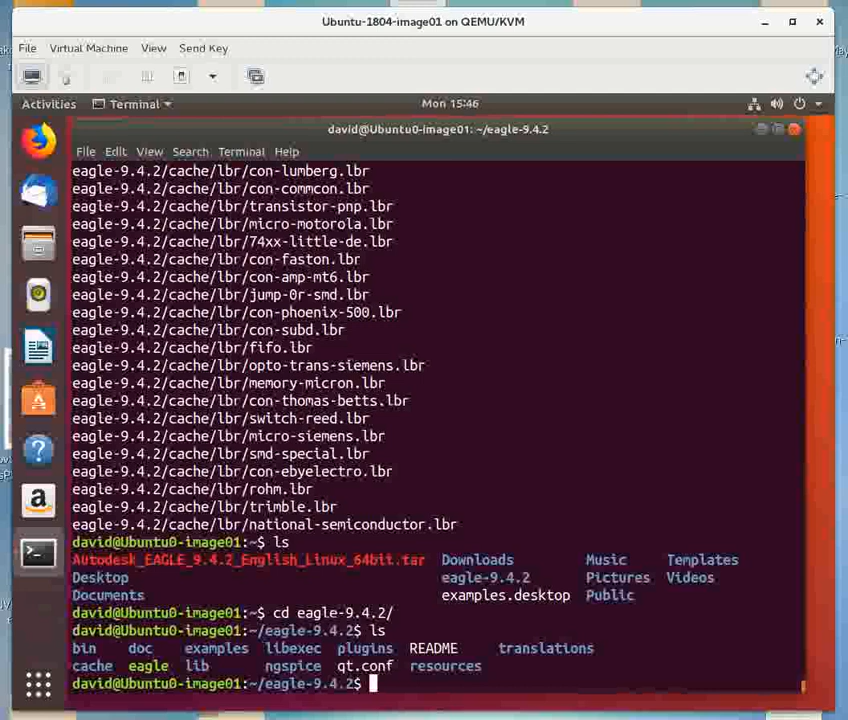 Ubuntu-1804-image01 on QEMU/KVM
File Virtual Machine View Send Key
Activities Terminal Mon 15:46
david@Ubuntu0-image01: ~/eagle-9.4.2
File Edit View Search Terminal Help
eagle-9.4.2/cache/lbr/con-lumberg.lbr
eagle-9.4.2/cache/lbr/con-commcon.lbr
eagle-9.4.2/cache/lbr/transistor-pnp.lbr
eagle-9.4.2/cache/lbr/micro-motorola.lbr
eagle-9.4.2/cache/lbr/74xx-little-de.lbr
eagle-9.4.2/cache/lbr/con-faston.lbr
eagle-9.4.2/cache/lbr/con-amp-mt6.lbr
eagle-9.4.2/cache/lbr/jump-0r-smd.lbr
eagle-9.4.2/cache/lbr/con-phoenix-500.lbr
eagle-9.4.2/cache/lbr/con-subd.lbr
eagle-9.4.2/cache/lbr/fifo.lbr
eagle-9.4.2/cache/lbr/opto-trans-siemens.lbr
eagle-9.4.2/cache/lbr/memory-micron.lbr
eagle-9.4.2/cache/lbr/con-thomas-betts.lbr
eagle-9.4.2/cache/lbr/switch-reed.lbr
eagle-9.4.2/cache/lbr/micro-siemens.lbr
eagle-9.4.2/cache/lbr/smd-special.lbr
eagle-9.4.2/cache/lbr/con-ebyelectro.lbr
eagle-9.4.2/cache/lbr/rohm.lbr
eagle-9.4.2/cache/lbr/trimble.lbr
eagle-9.4.2/cache/lbr/national-semiconductor.lbr
david@Ubuntu0-image01:~$ ls
Autodesk_EAGLE_9.4.2_English_Linux_64bit.tar Downloads Music Templates
Desktop eagle-9.4.2 Pictures Videos
Documents examples.desktop Public
david@Ubuntu0-image01:~$ cd eagle-9.4.2/
david@Ubuntu0-image01:~/eagle-9.4.2$ ls
bin doc examples libexec plugins README translations
cache eagle lib ngspice qt.conf resources
david@Ubuntu0-image01:~/eagle-9.4.2$